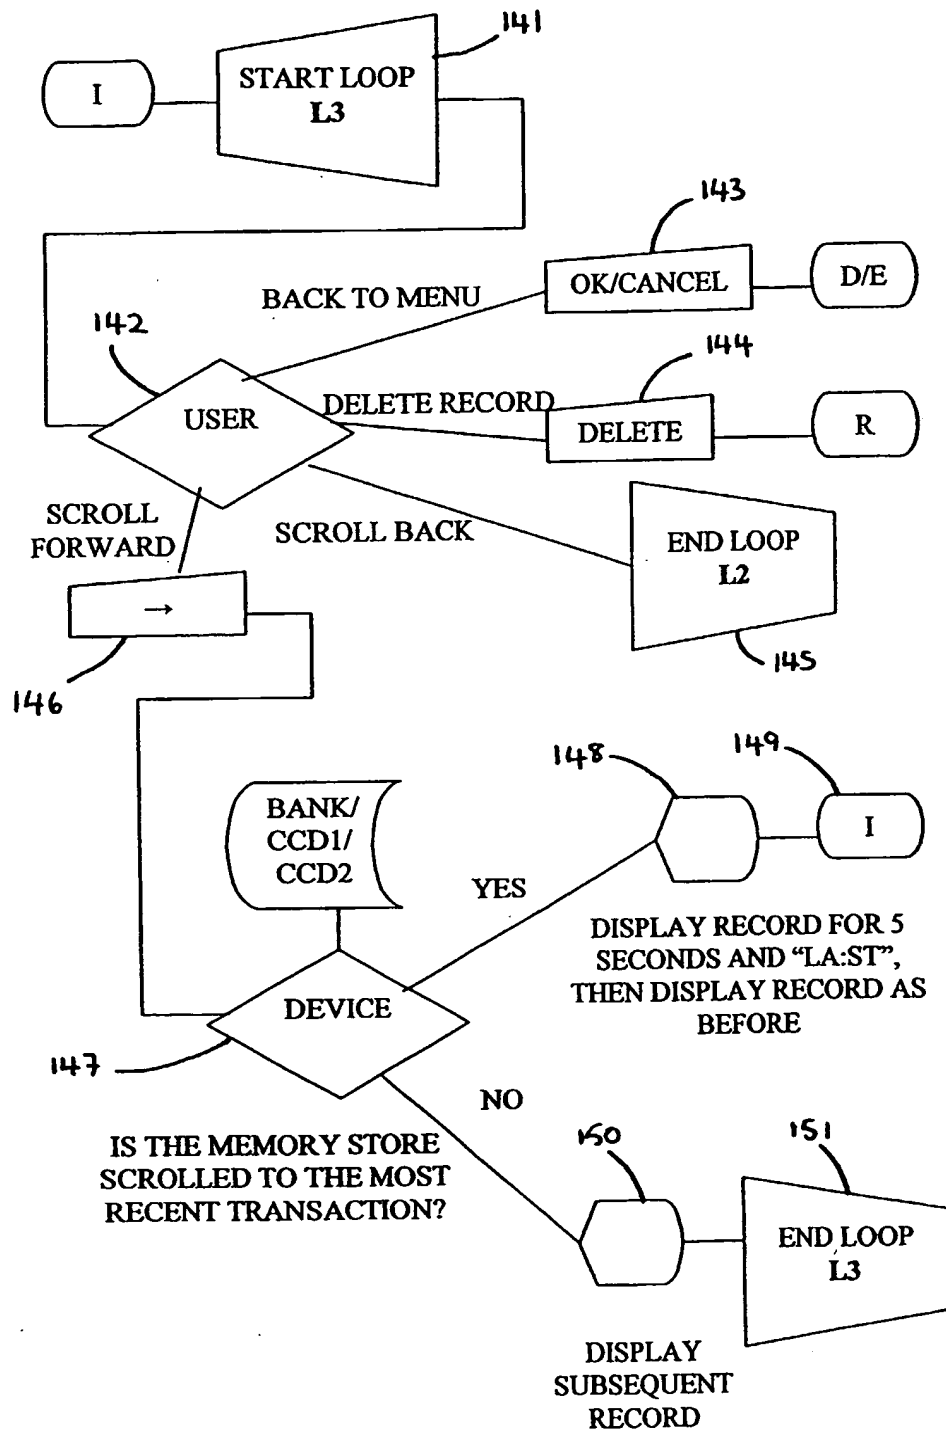 141
I
START LOOP
L3
143
OK/CANCEL
D/E
BACK TO MENU
142
144
USER
DELETE RECORD
DELETE
R
SCROLL
FORWARD
SCROLL BACK
END LOOP
L2
→
145
146
148
149
BANK/
CCD1/
CCD2
I
YES
DISPLAY RECORD FOR 5
SECONDS AND “LA:ST”,
THEN DISPLAY RECORD AS
BEFORE
DEVICE
147
NO
IS THE MEMORY STORE
SCROLLED TO THE MOST
RECENT TRANSACTION?
150
151
END LOOP
L3
DISPLAY
SUBSEQUENT
RECORD